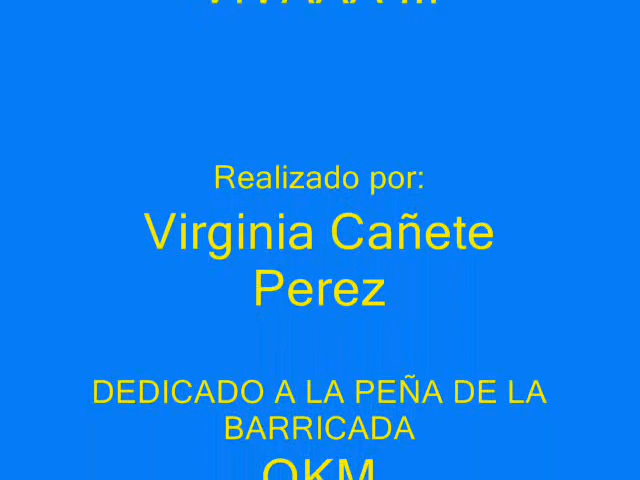 Realizado por:
Virginia Cañete
Perez
DEDICADO A LA PEÑA DE LA
BARRICADA